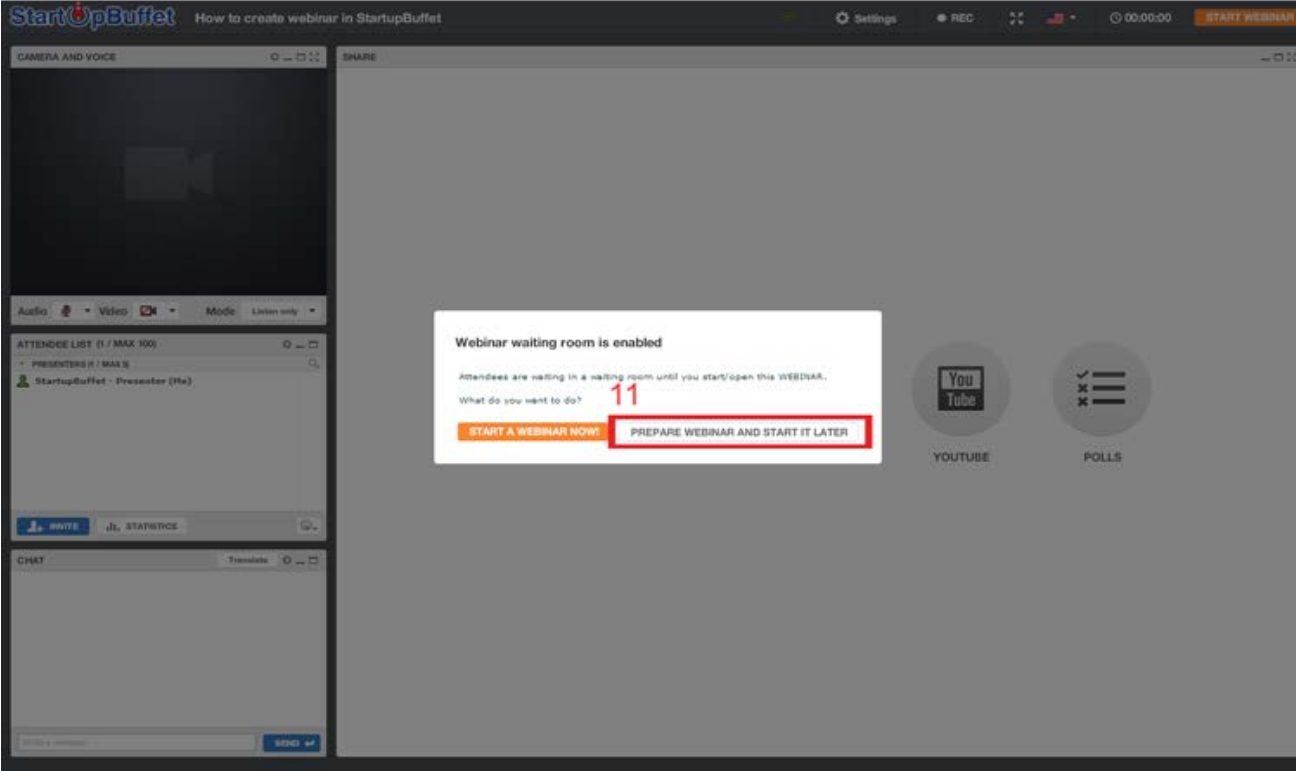 StartUpBuffet How to create webinar in StartupBuffet Settings REC 00:00:00 START WEBINAR
CAMERA AND VOICE
SHARE
Audio Video Mode Listen only
ATTENDEE LIST (1 / MAX 100)
PRESENTERS (1 / MAX 3)
StartupBuffet - Presenter (Me)
INVITE STATISTICS
CHAT Translate
SEND
Webinar waiting room is enabled
Attendees are waiting in a waiting room until you start/open this WEBINAR.
What do you want to do?
11
START A WEBINAR NOW! PREPARE WEBINAR AND START IT LATER
You
Tube
YOUTUBE POLLS